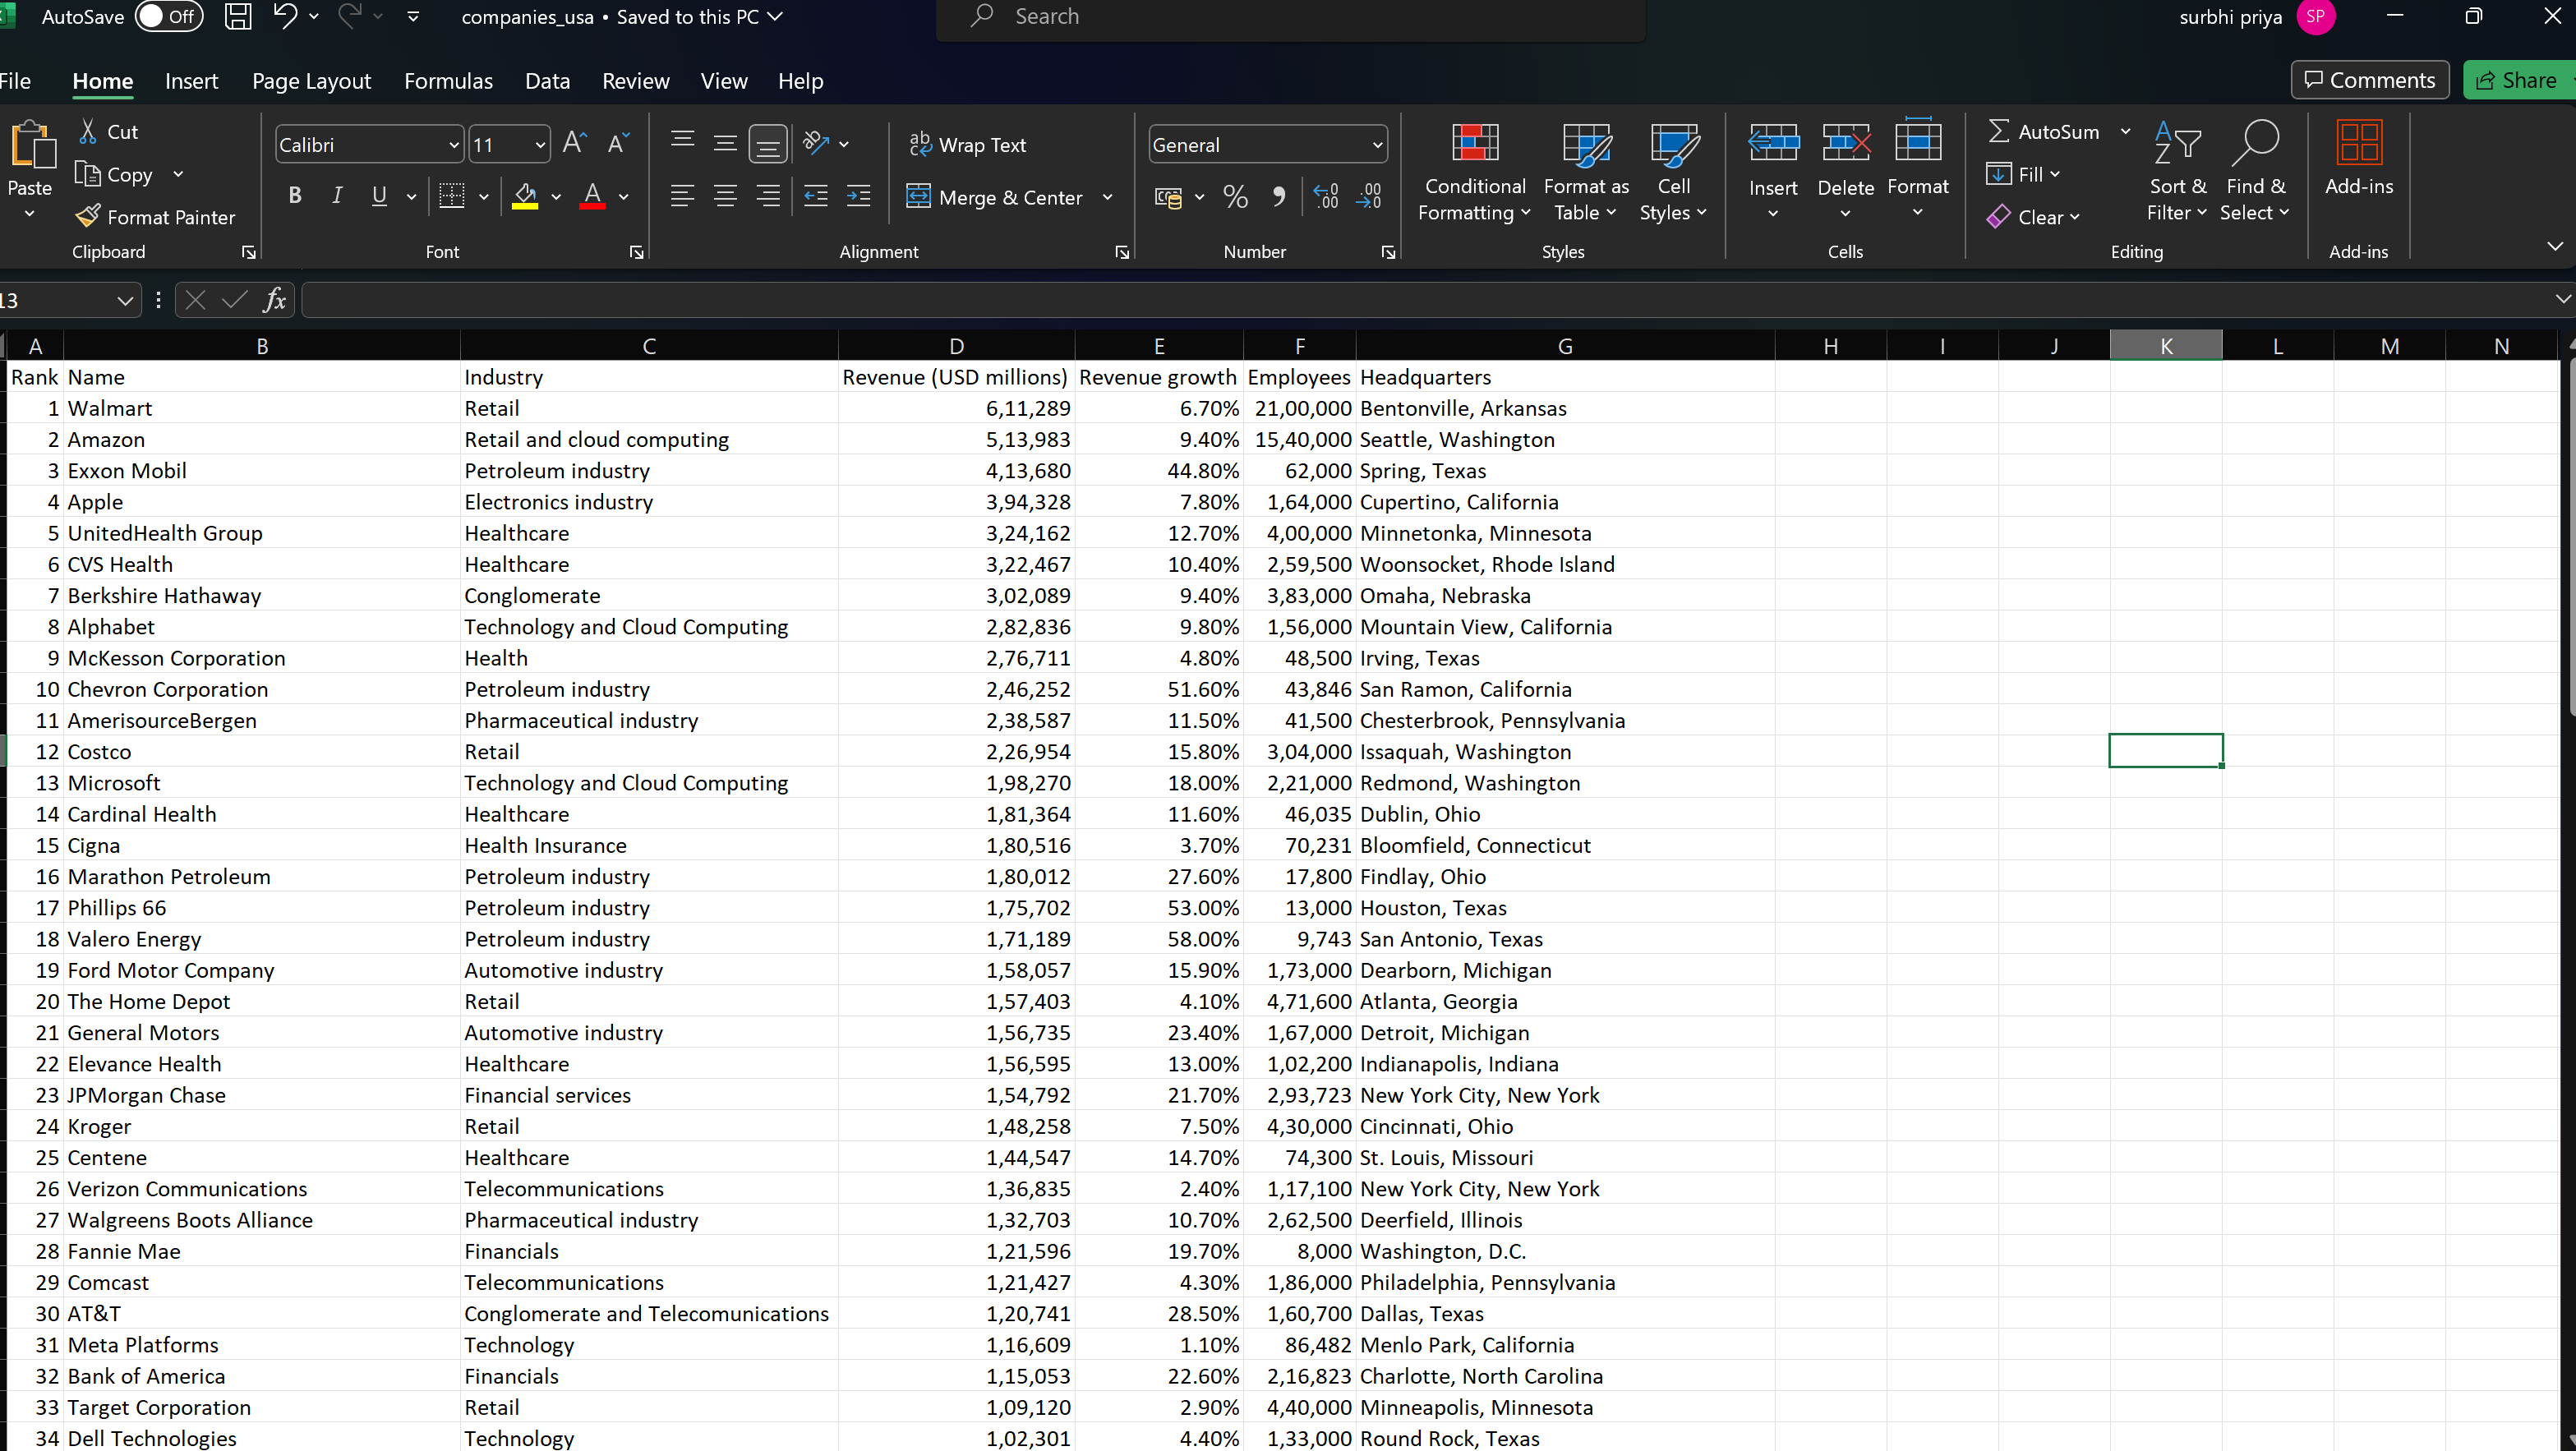 AutoSave Off companies_usa • Saved to this PC Search surbhi priya SP
File Home Insert Page Layout Formulas Data Review View Help Comments Share
Paste Cut Copy Format Painter Clipboard
Calibri 11 B I U A Font
ab Wrap Text Merge & Center Alignment
General % Number
Conditional Formatting Format as Table Cell Styles Styles
Insert Delete Format Cells
AutoSum Fill Clear Sort & Filter Find & Select Editing
Add-ins Add-ins
13 fx
A B C D E F G H I J K L M N
Rank Name Industry Revenue (USD millions) Revenue growth Employees Headquarters
1 Walmart Retail 6,11,289 6.70% 21,00,000 Bentonville, Arkansas
2 Amazon Retail and cloud computing 5,13,983 9.40% 15,40,000 Seattle, Washington
3 Exxon Mobil Petroleum industry 4,13,680 44.80% 62,000 Spring, Texas
4 Apple Electronics industry 3,94,328 7.80% 1,64,000 Cupertino, California
5 UnitedHealth Group Healthcare 3,24,162 12.70% 4,00,000 Minnetonka, Minnesota
6 CVS Health Healthcare 3,22,467 10.40% 2,59,500 Woonsocket, Rhode Island
7 Berkshire Hathaway Conglomerate 3,02,089 9.40% 3,83,000 Omaha, Nebraska
8 Alphabet Technology and Cloud Computing 2,82,836 9.80% 1,56,000 Mountain View, California
9 McKesson Corporation Health 2,76,711 4.80% 48,500 Irving, Texas
10 Chevron Corporation Petroleum industry 2,46,252 51.60% 43,846 San Ramon, California
11 AmerisourceBergen Pharmaceutical industry 2,38,587 11.50% 41,500 Chesterbrook, Pennsylvania
12 Costco Retail 2,26,954 15.80% 3,04,000 Issaquah, Washington
13 Microsoft Technology and Cloud Computing 1,98,270 18.00% 2,21,000 Redmond, Washington
14 Cardinal Health Healthcare 1,81,364 11.60% 46,035 Dublin, Ohio
15 Cigna Health Insurance 1,80,516 3.70% 70,231 Bloomfield, Connecticut
16 Marathon Petroleum Petroleum industry 1,80,012 27.60% 17,800 Findlay, Ohio
17 Phillips 66 Petroleum industry 1,75,702 53.00% 13,000 Houston, Texas
18 Valero Energy Petroleum industry 1,71,189 58.00% 9,743 San Antonio, Texas
19 Ford Motor Company Automotive industry 1,58,057 15.90% 1,73,000 Dearborn, Michigan
20 The Home Depot Retail 1,57,403 4.10% 4,71,600 Atlanta, Georgia
21 General Motors Automotive industry 1,56,735 23.40% 1,67,000 Detroit, Michigan
22 Elevance Health Healthcare 1,56,595 13.00% 1,02,200 Indianapolis, Indiana
23 JPMorgan Chase Financial services 1,54,792 21.70% 2,93,723 New York City, New York
24 Kroger Retail 1,48,258 7.50% 4,30,000 Cincinnati, Ohio
25 Centene Healthcare 1,44,547 14.70% 74,300 St. Louis, Missouri
26 Verizon Communications Telecommunications 1,36,835 2.40% 1,17,100 New York City, New York
27 Walgreens Boots Alliance Pharmaceutical industry 1,32,703 10.70% 2,62,500 Deerfield, Illinois
28 Fannie Mae Financials 1,21,596 19.70% 8,000 Washington, D.C.
29 Comcast Telecommunications 1,21,427 4.30% 1,86,000 Philadelphia, Pennsylvania
30 AT&T Conglomerate and Telecomunications 1,20,741 28.50% 1,60,700 Dallas, Texas
31 Meta Platforms Technology 1,16,609 1.10% 86,482 Menlo Park, California
32 Bank of America Financials 1,15,053 22.60% 2,16,823 Charlotte, North Carolina
33 Target Corporation Retail 1,09,120 2.90% 4,40,000 Minneapolis, Minnesota
34 Dell Technologies Technology 1,02,301 4.40% 1,33,000 Round Rock, Texas